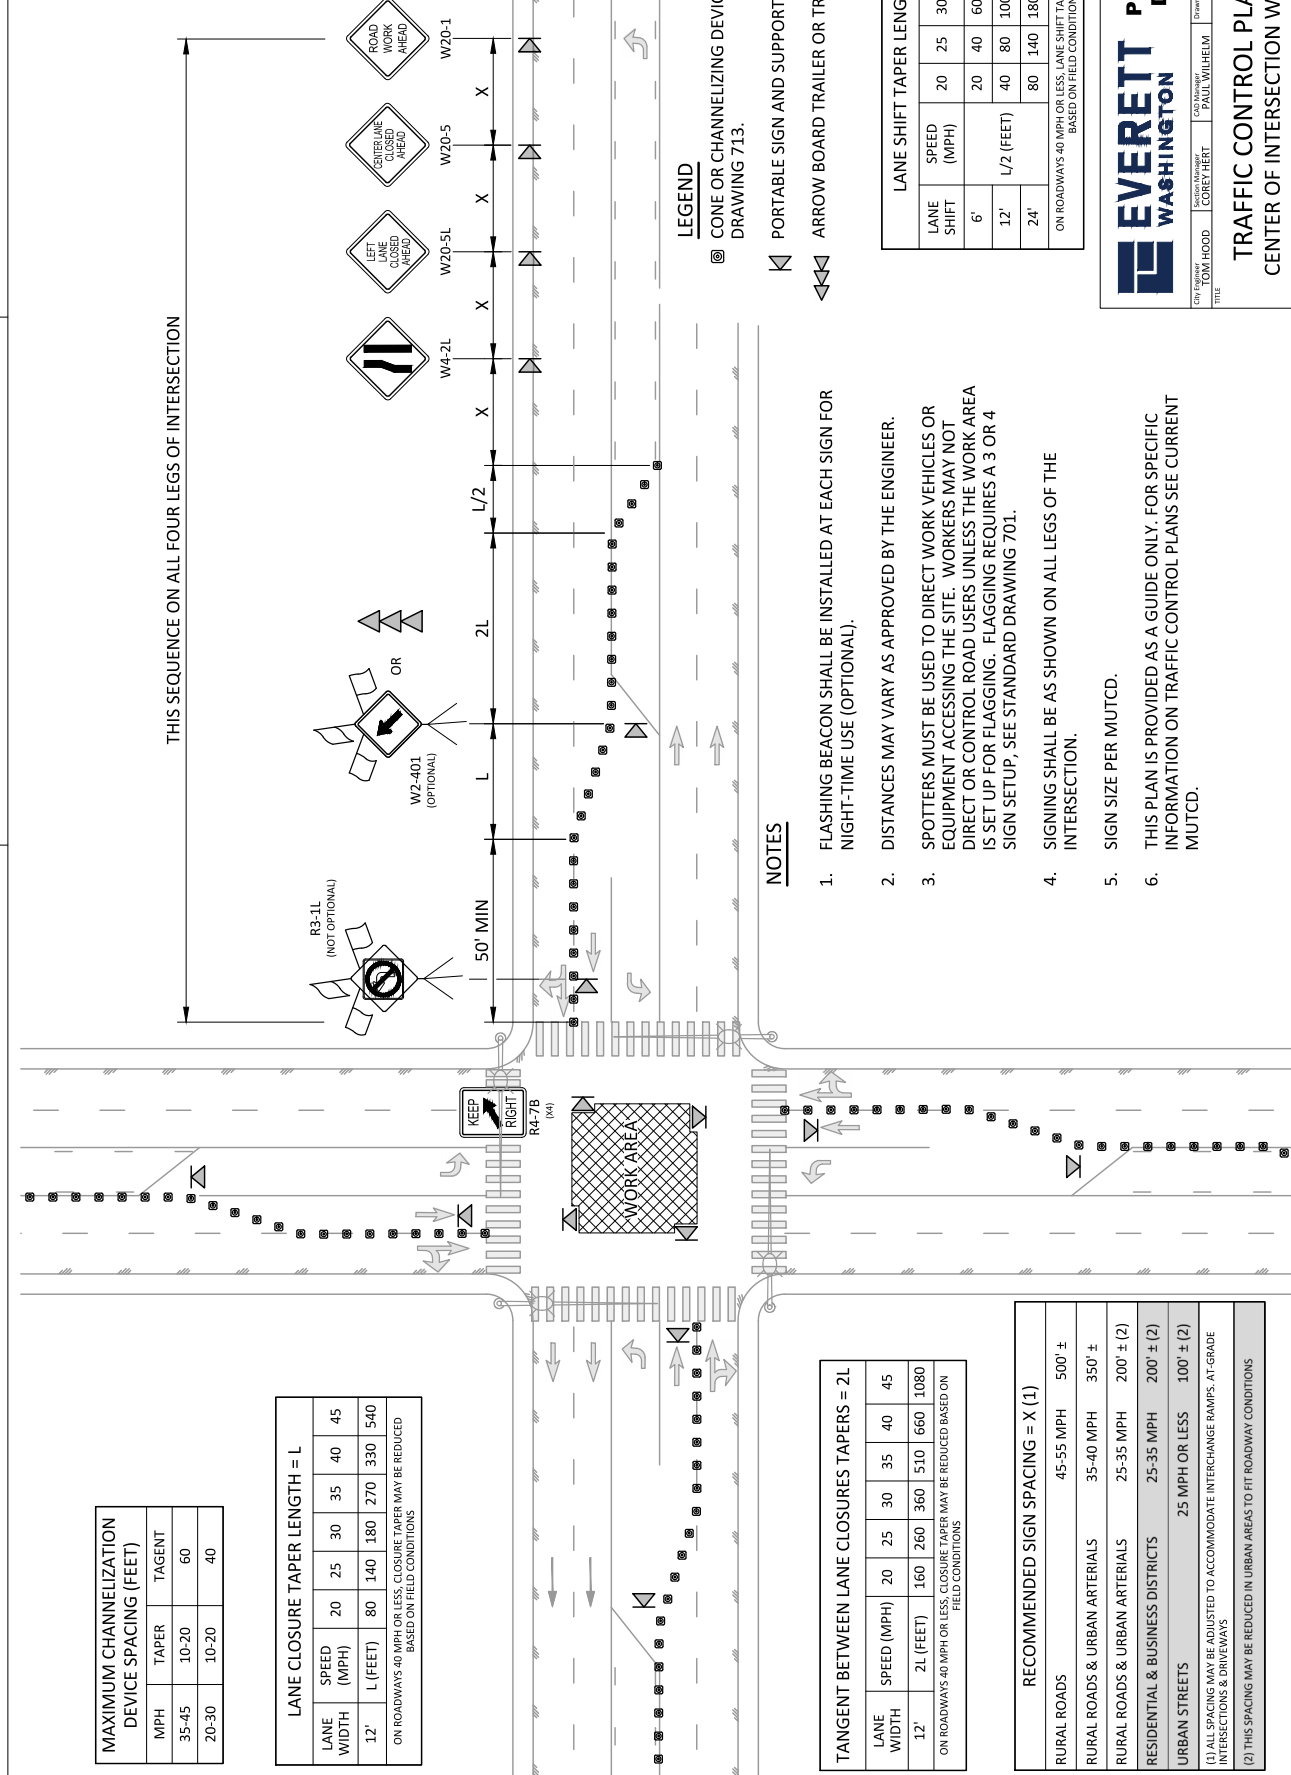 THIS SEQUENCE ON ALL FOUR LEGS OF INTERSECTION
R3-1L
(NOT OPTIONAL)
W2-401
(OPTIONAL)
OR
LEFT
LANE
CLOSED
AHEAD
CENTER LANE
CLOSED
AHEAD
ROAD
WORK
AHEAD
W4-2L
W20-5L
W20-5
W20-1
50' MIN
L
2L
L/2
X
X
X
X
KEEP
RIGHT
R4-7B
(X4)
WORK AREA
MAXIMUM CHANNELIZATION
DEVICE SPACING (FEET)
MPH TAPER TAGENT
35-45 10-20 60
20-30 10-20 40
LANE CLOSURE TAPER LENGTH = L
LANE WIDTH SPEED (MPH) 20 25 30 35 40 45
12' L (FEET) 80 140 180 270 330 540
ON ROADWAYS 40 MPH OR LESS, CLOSURE TAPER MAY BE REDUCED
BASED ON FIELD CONDITIONS
TANGENT BETWEEN LANE CLOSURES TAPERS = 2L
LANE WIDTH SPEED (MPH) 20 25 30 35 40 45
12' 2L (FEET) 160 260 360 510 660 1080
ON ROADWAYS 40 MPH OR LESS, CLOSURE TAPER MAY BE REDUCED BASED ON
FIELD CONDITIONS
RECOMMENDED SIGN SPACING = X (1)
RURAL ROADS 45-55 MPH 500' ±
RURAL ROADS & URBAN ARTERIALS 35-40 MPH 350' ±
RURAL ROADS & URBAN ARTERIALS 25-35 MPH 200' ± (2)
RESIDENTIAL & BUSINESS DISTRICTS 25-35 MPH 200' ± (2)
URBAN STREETS 25 MPH OR LESS 100' ± (2)
(1) ALL SPACING MAY BE ADJUSTED TO ACCOMMODATE INTERCHANGE RAMPS. AT-GRADE
INTERSECTIONS & DRIVEWAYS
(2) THIS SPACING MAY BE REDUCED IN URBAN AREAS TO FIT ROADWAY CONDITIONS
NOTES
1. FLASHING BEACON SHALL BE INSTALLED AT EACH SIGN FOR
NIGHT-TIME USE (OPTIONAL).
2. DISTANCES MAY VARY AS APPROVED BY THE ENGINEER.
3. SPOTTERS MUST BE USED TO DIRECT WORK VEHICLES OR
EQUIPMENT ACCESSING THE SITE. WORKERS MAY NOT
DIRECT OR CONTROL ROAD USERS UNLESS THE WORK AREA
IS SET UP FOR FLAGGING. FLAGGING REQUIRES A 3 OR 4
SIGN SETUP, SEE STANDARD DRAWING 701.
4. SIGNING SHALL BE AS SHOWN ON ALL LEGS OF THE
INTERSECTION.
5. SIGN SIZE PER MUTCD.
6. THIS PLAN IS PROVIDED AS A GUIDE ONLY. FOR SPECIFIC
INFORMATION ON TRAFFIC CONTROL PLANS SEE CURRENT
MUTCD.
LEGEND
CONE OR CHANNELIZING DEVIC
DRAWING 713.
PORTABLE SIGN AND SUPPORT
ARROW BOARD TRAILER OR TR
LANE SHIFT TAPER LENG
LANE SHIFT SPEED (MPH) 20 25 30
6' L/2 (FEET) 20 40 60
12' 40 80 100
24' 80 140 180
ON ROADWAYS 40 MPH OR LESS, LANE SHIFT TA
BASED ON FIELD CONDITION
EVERETT
WASHINGTON
P
City Engineer
TOM HOOD
Section Manager
COREY HERT
CAD Manager
PAUL WILHELM
Drawn
TITLE
TRAFFIC CONTROL PLA
CENTER OF INTERSECTION W